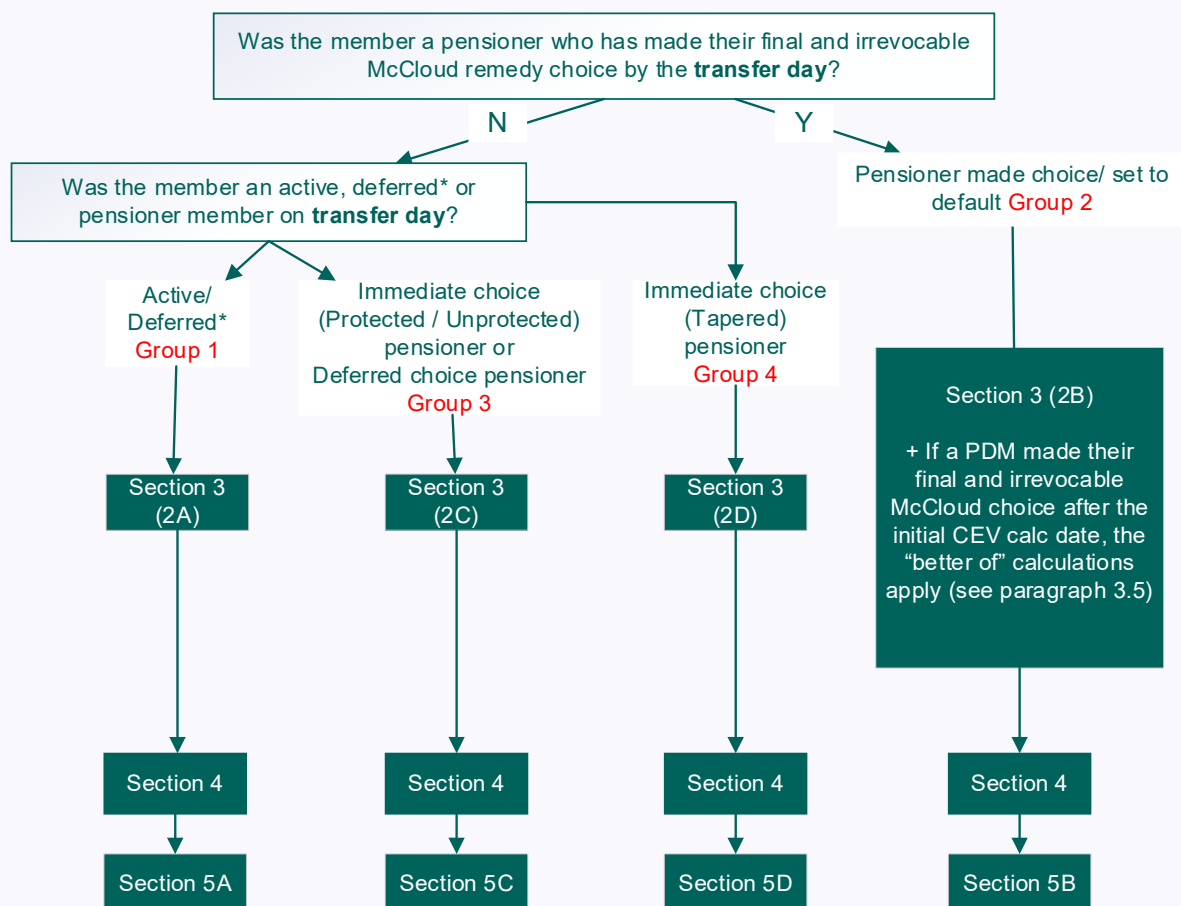 Was the member a pensioner who has made their final and irrevocable
McCloud remedy choice by the transfer day?
N
Y
Was the member an active, deferred* or
pensioner member on transfer day?
Pensioner made choice/ set to
default Group 2
Active/
Deferred*
Group 1
Immediate choice
(Protected / Unprotected)
pensioner or
Deferred choice pensioner
Group 3
Immediate choice
(Tapered)
pensioner
Group 4
Section 3
(2A)
Section 3
(2C)
Section 3
(2D)
Section 3 (2B)
+ If a PDM made their
final and irrevocable
McCloud choice after the
initial CEV calc date, the
“better of” calculations
apply (see paragraph 3.5)
Section 4
Section 4
Section 4
Section 4
Section 5A
Section 5C
Section 5D
Section 5B